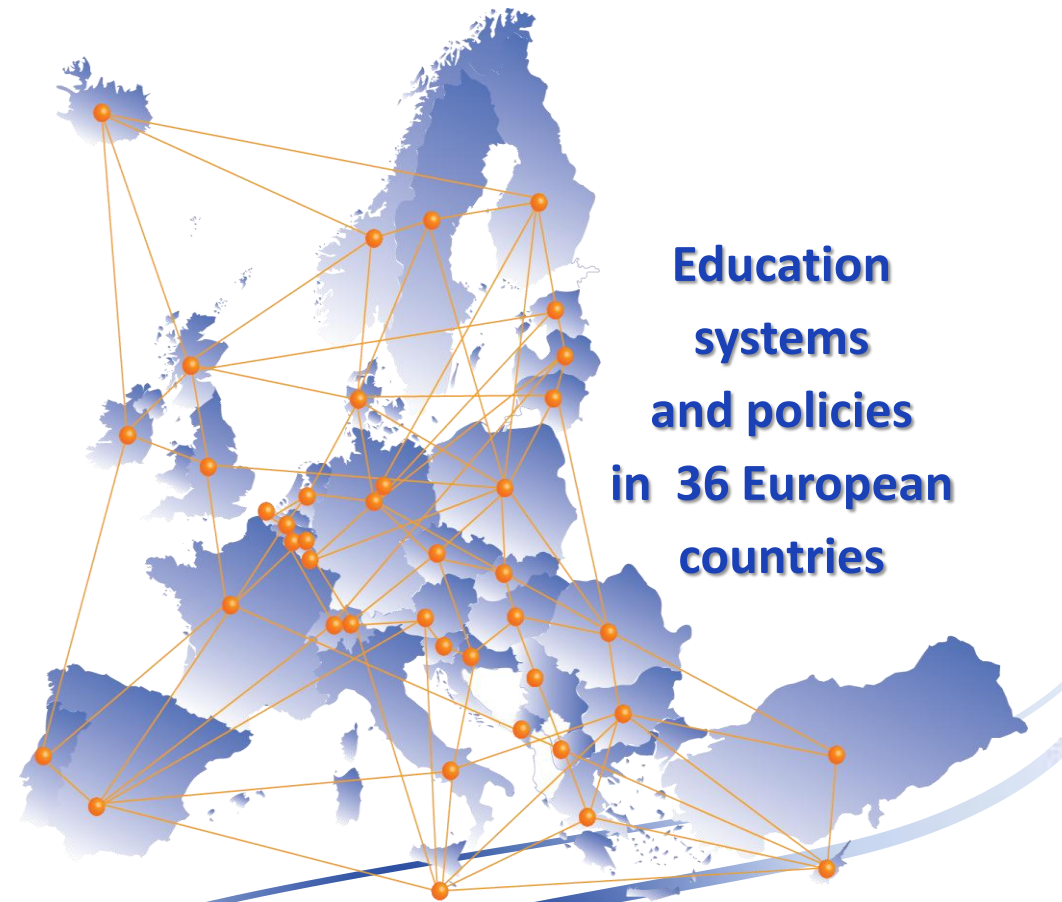 Education
systems
and policies
in 36 European
countries